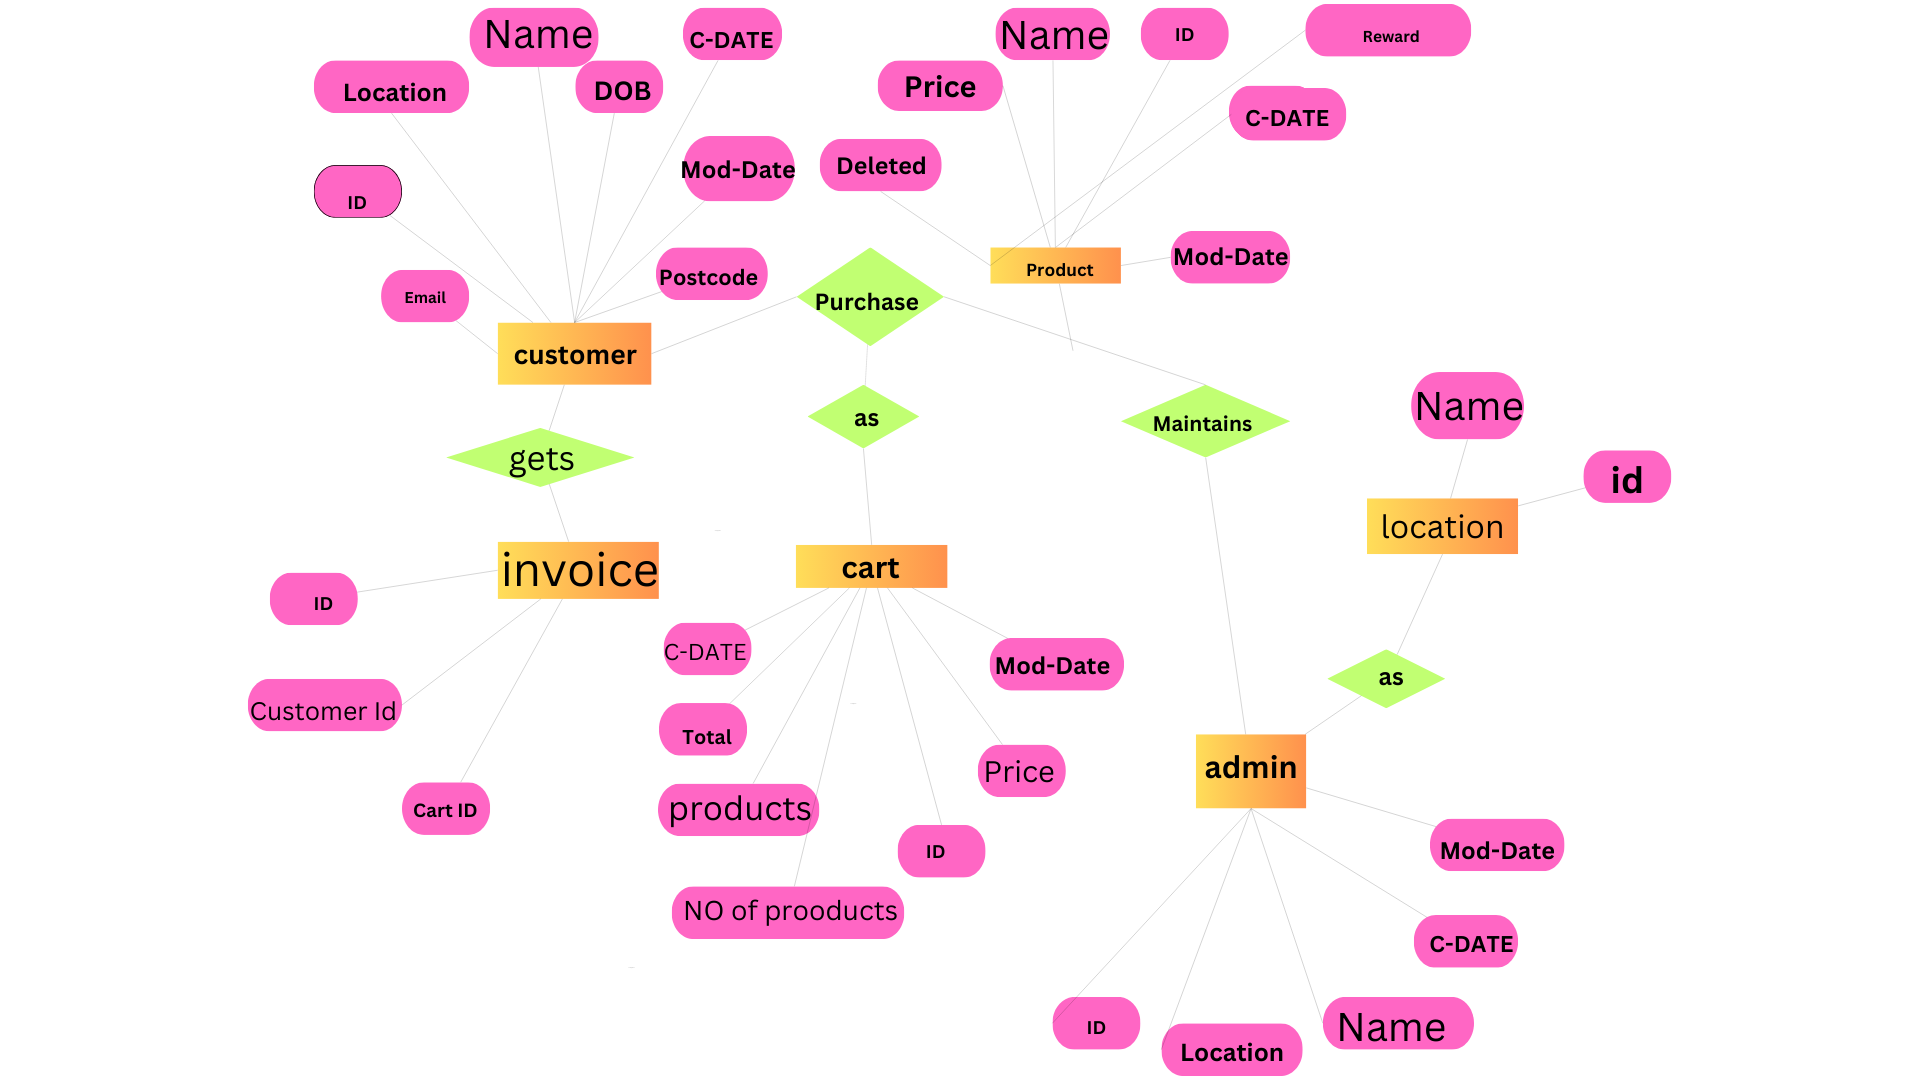 Name
C-DATE
Location
DOB
Mod-Date
ID
Postcode
Email
customer
Name
ID
Reward
Price
C-DATE
Deleted
Product
Mod-Date
Purchase
as
Maintains
gets
Name
id
location
invoice
cart
ID
Customer Id
Cart ID
C-DATE
Mod-Date
Total
Price
products
ID
NO of prooducts
as
admin
Mod-Date
C-DATE
ID
Location
Name